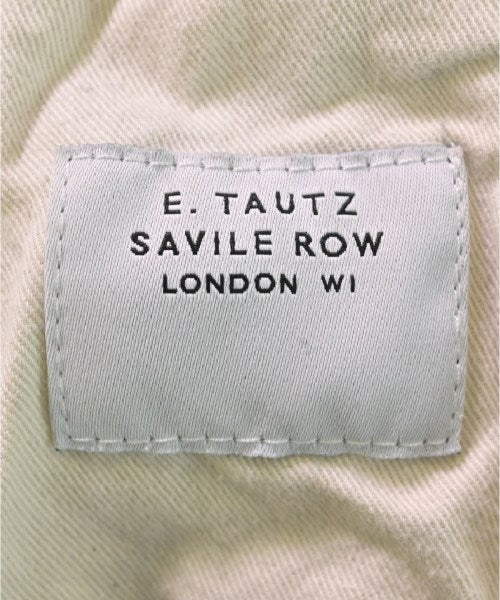 E. TAUTZ
SAVILE ROW
LONDON W1